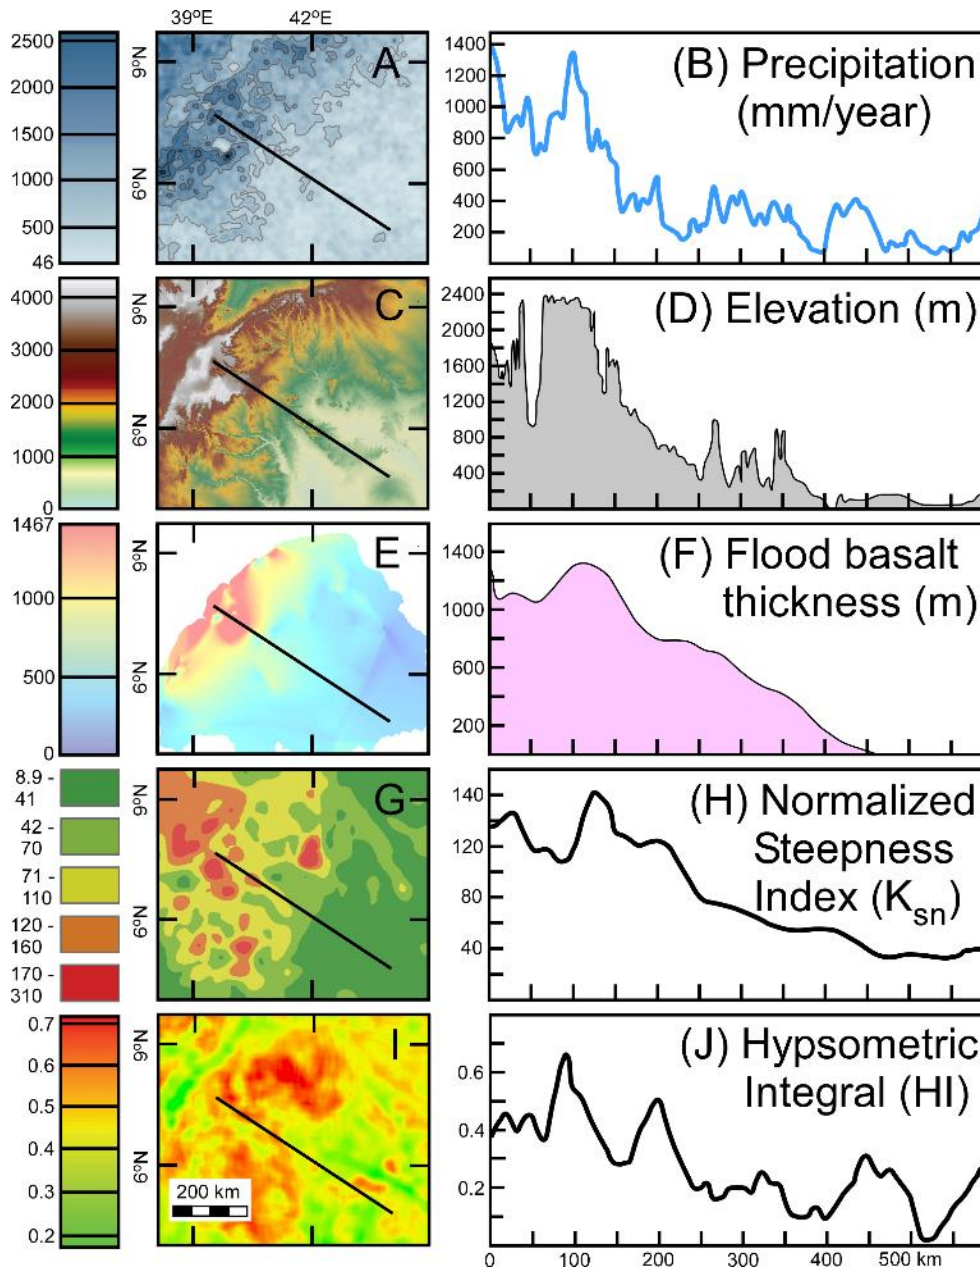 39ºE 42ºE
2500
2000
1500
1000
500
46
9ºN
6ºN
A
1400
1200
1000
800
600
400
200
(B) Precipitation
(mm/year)
4000
3000
2000
1000
0
9ºN
6ºN
C
2400
2000
1600
1200
800
400
(D) Elevation (m)
1467
1000
500
0
9ºN
6ºN
E
1400
1000
600
200
(F) Flood basalt
thickness (m)
8.9 -
41
42 -
70
71 -
110
120 -
160
170 -
310
9ºN
6ºN
G
140
120
80
40
(H) Normalized
Steepness
Index (Ksn)
0.7
0.6
0.5
0.4
0.3
0.2
9ºN
6ºN
I
200 km
0.6
0.4
0.2
(J) Hypsometric
Integral (HI)
0 100 200 300 400 500 km